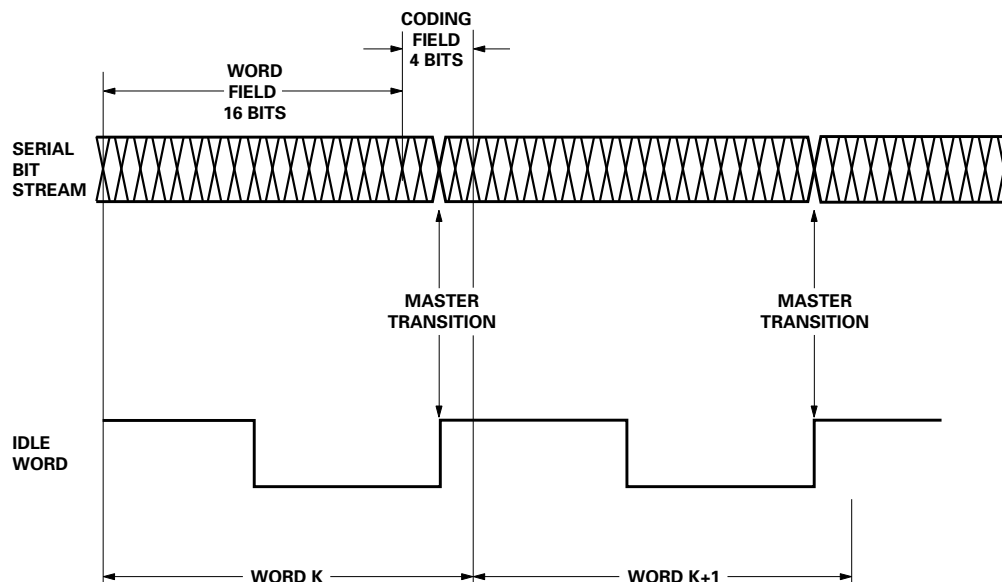 CODING
FIELD
4 BITS
WORD
FIELD
16 BITS
SERIAL
BIT
STREAM
MASTER
TRANSITION
MASTER
TRANSITION
IDLE
WORD
WORD K
WORD K+1